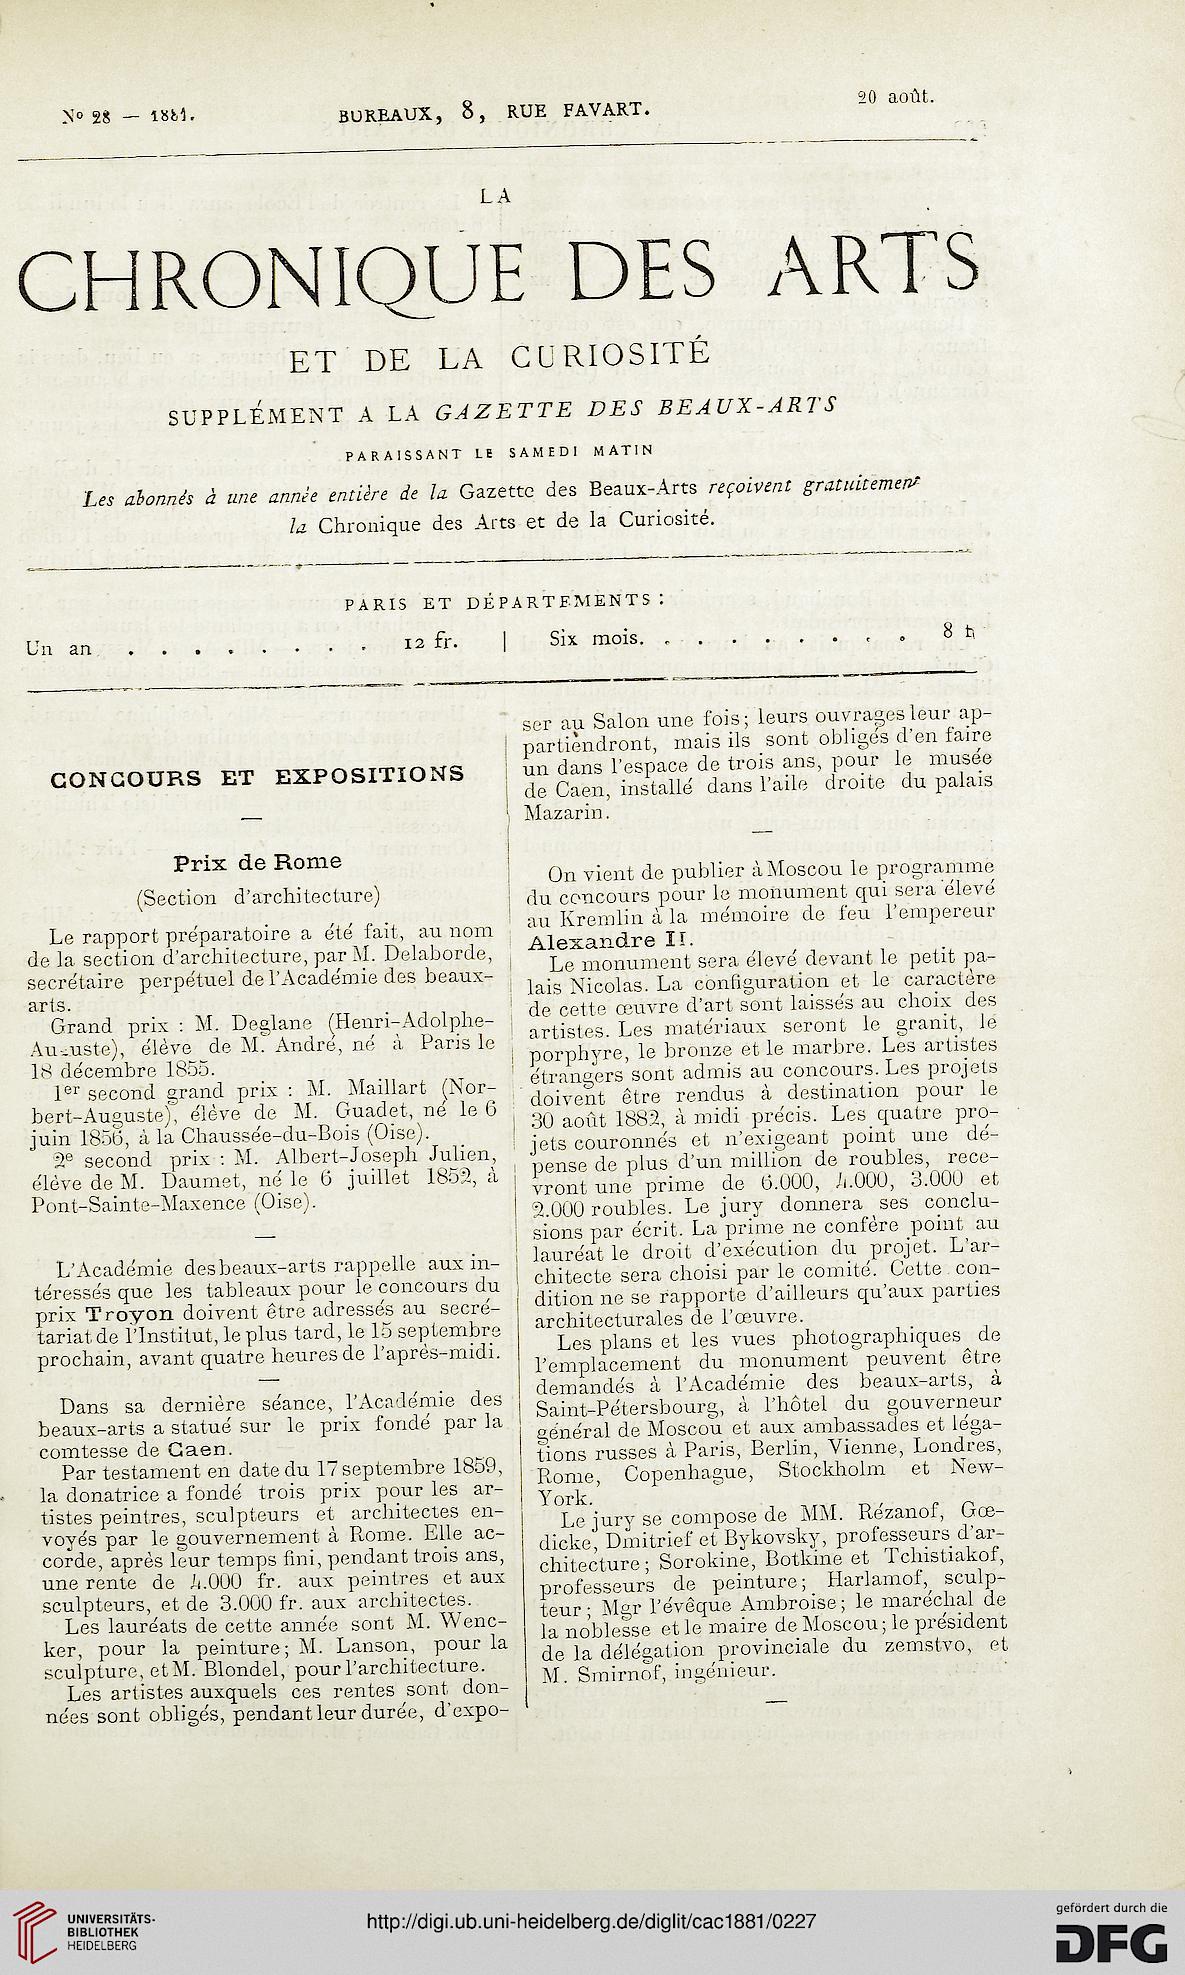 No 28 — 1881.
BUREAUX, 8, RUE FAVART.
20 août.
LA
CHRONIQUE DES ARTS
ET DE LA CURIOSITÉ
SUPPLÉMENT A LA GAZETTE DES BEAUX-ARTS
PARAISSANT LE SAMEDI MATIN
Les abonnés à une année entière de la Gazette des Beaux-Arts reçoivent gratuitement
la Chronique des Arts et de la Curiosité.
PARIS ET DÉPARTEMENTS :
Un an . . . . . . . . 12 fr. | Six mois. . . . . . . . . 8 fr
CONCOURS ET EXPOSITIONS
Prix de Rome
(Section d'architecture)
Le rapport préparatoire a été fait, au nom
de la section d'architecture, par M. Delaborde,
secrétaire perpétuel de l'Académie des beaux-
arts.
Grand prix : M. Deglane (Henri-Adolphe-
Auguste), élève de M. André, né à Paris le
18 décembre 1855.
1er second grand prix : M. Maillart (Nor-
bert-Auguste), élève de M. Guadet, né le 6
juin 1856, à la Chaussée-du-Bois (Oise).
2e second prix : M. Albert-Joseph Julien,
élève de M. Daumet, né le 6 juillet 1852, à
Pont-Sainte-Maxence (Oise).
L'Académie des beaux-arts rappelle aux in-
téressés que les tableaux pour le concours du
prix Troyon doivent être adressés au secré-
tariat de l'Institut, le plus tard, le 15 septembre
prochain, avant quatre heures de l'après-midi.
Dans sa dernière séance, l'Académie des
beaux-arts a statué sur le prix fondé par la
comtesse de Caen.
Par testament en date du 17 septembre 1859,
la donatrice a fondé trois prix pour les ar-
tistes peintres, sculpteurs et architectes en-
voyés par le gouvernement à Rome. Elle ac-
corde, après leur temps fini, pendant trois ans,
une rente de 4.000 fr. aux peintres et aux
sculpteurs, et de 3.000 fr. aux architectes.
Les lauréats de cette année sont M. Wenc-
ker, pour la peinture; M. Lanson, pour la
sculpture, et M. Blondel, pour l'architecture.
Les artistes auxquels ces rentes sont don-
nées sont obligés, pendant leur durée, d'expo-
ser au Salon une fois; leurs ouvrages leur ap-
partiendront, mais ils sont obligés d'en faire
un dans l'espace de trois ans, pour le musée
de Caen, installé dans l'aile droite du palais
Mazarin.
On vient de publier à Moscou le programme
du concours pour le monument qui sera élevé
au Kremlin à la mémoire de feu l'empereur
Alexandre II.
Le monument sera élevé devant le petit pa-
lais Nicolas. La configuration et le caractère
de cette œuvre d'art sont laissés au choix des
artistes. Les matériaux seront le granit, le
porphyre, le bronze et le marbre. Les artistes
étrangers sont admis au concours. Les projets
doivent être rendus à destination pour le
30 août 1882, à midi précis. Les quatre pro-
jets couronnés et n'exigeant point une dé-
pense de plus d'un million de roubles, rece-
vront une prime de 6.000, 4.000, 3.000 et
2.000 roubles. Le jury donnera ses conclu-
sions par écrit. La prime ne confère point au
lauréat le droit d'exécution du projet. L'ar-
chitecte sera choisi par le comité. Cette con-
dition ne se rapporte d'ailleurs qu'aux parties
architecturales de l'œuvre.
Les plans et les vues photographiques de
l'emplacement du monument peuvent être
demandés à l'Académie des beaux-arts, à
Saint-Pétersbourg, à l'hôtel du gouverneur
général de Moscou et aux ambassades et léga-
tions russes à Paris, Berlin, Vienne, Londres,
Rome, Copenhague, Stockholm et New-
York.
Le jury se compose de MM. Rézanof, Gœ-
dicke, Dmitrief et Bykovsky, professeurs d'ar-
chitecture; Sorokine, Botkine et Tchistiakof,
professeurs de peinture; Harlamof, sculp-
teur; Mgr l'évêque Ambroise; le maréchal de
la noblesse et le maire de Moscou; le président
de la délégation provinciale du zemstvo, et
M. Smirnof, ingénieur.
UNIVERSITÄTS-
BIBLIOTHEK
HEIDELBERG
http://digi.ub.uni-heidelberg.de/diglit/cac1881/0227
gefördert durch die
DFG